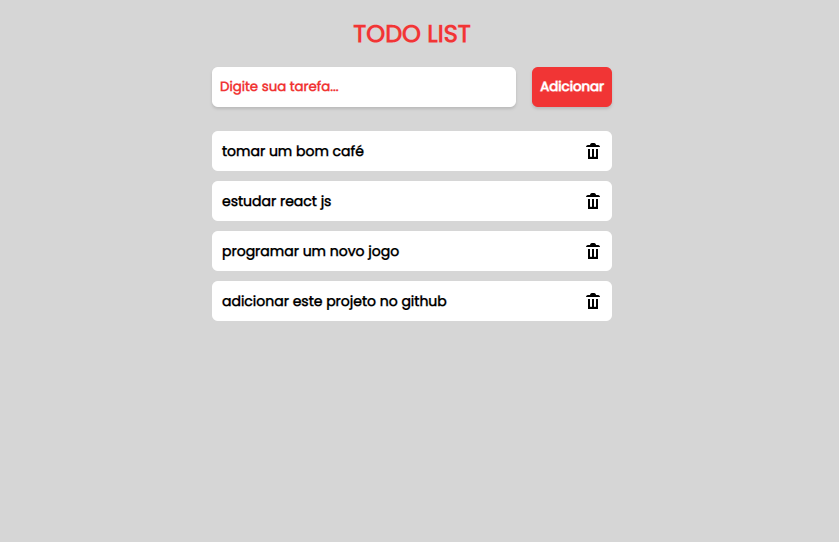 TODO LIST
Digite sua tarefa...
Adicionar
tomar um bom café
estudar react js
programar um novo jogo
adicionar este projeto no github